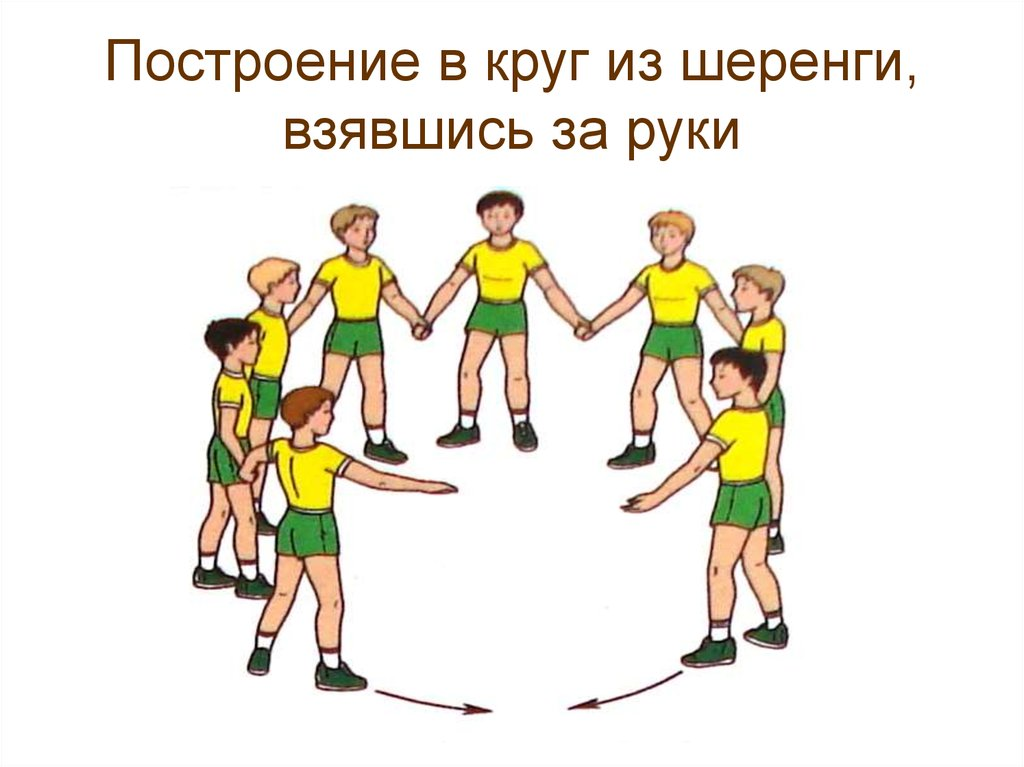 Построение в круг из шеренги,
взявшись за руки